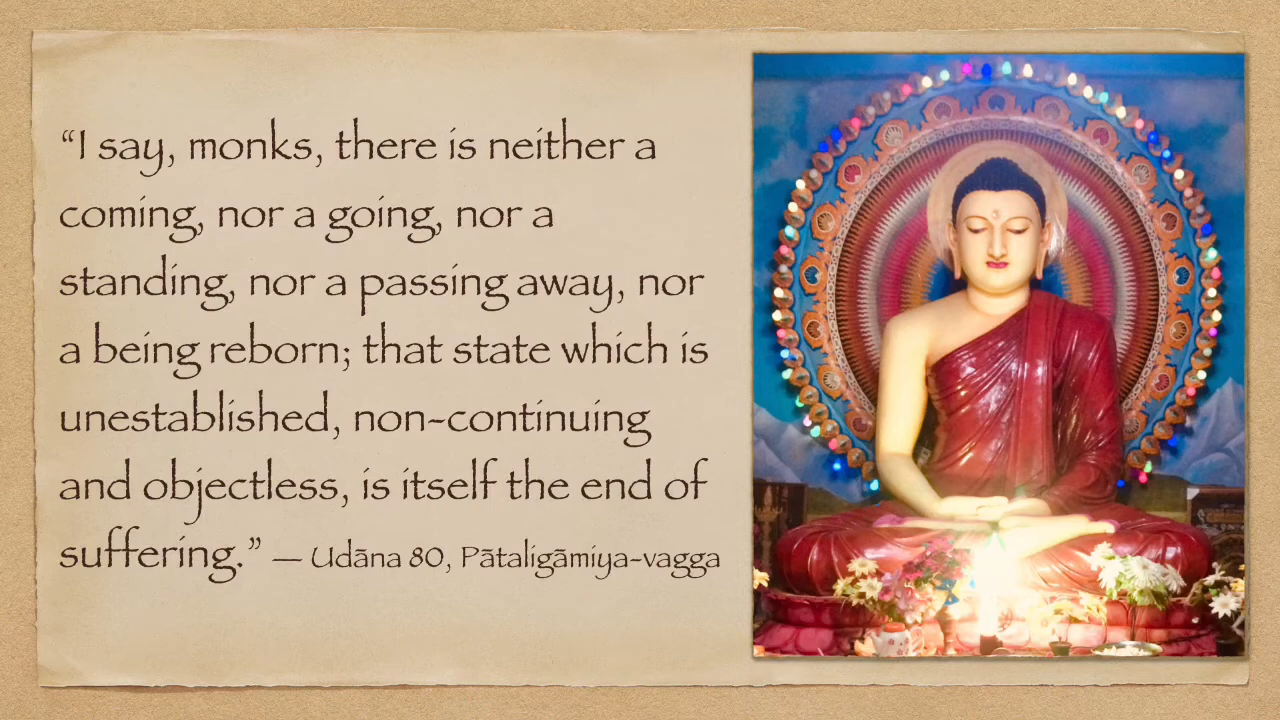 “I say, monks, there is neither a
coming, nor a going, nor a
standing, nor a passing away, nor
a being reborn; that state which is
unestablished, non-continuing
and objectless, is itself the end of
suffering.” — Udāna 80, Pātaligāmiya-vagga